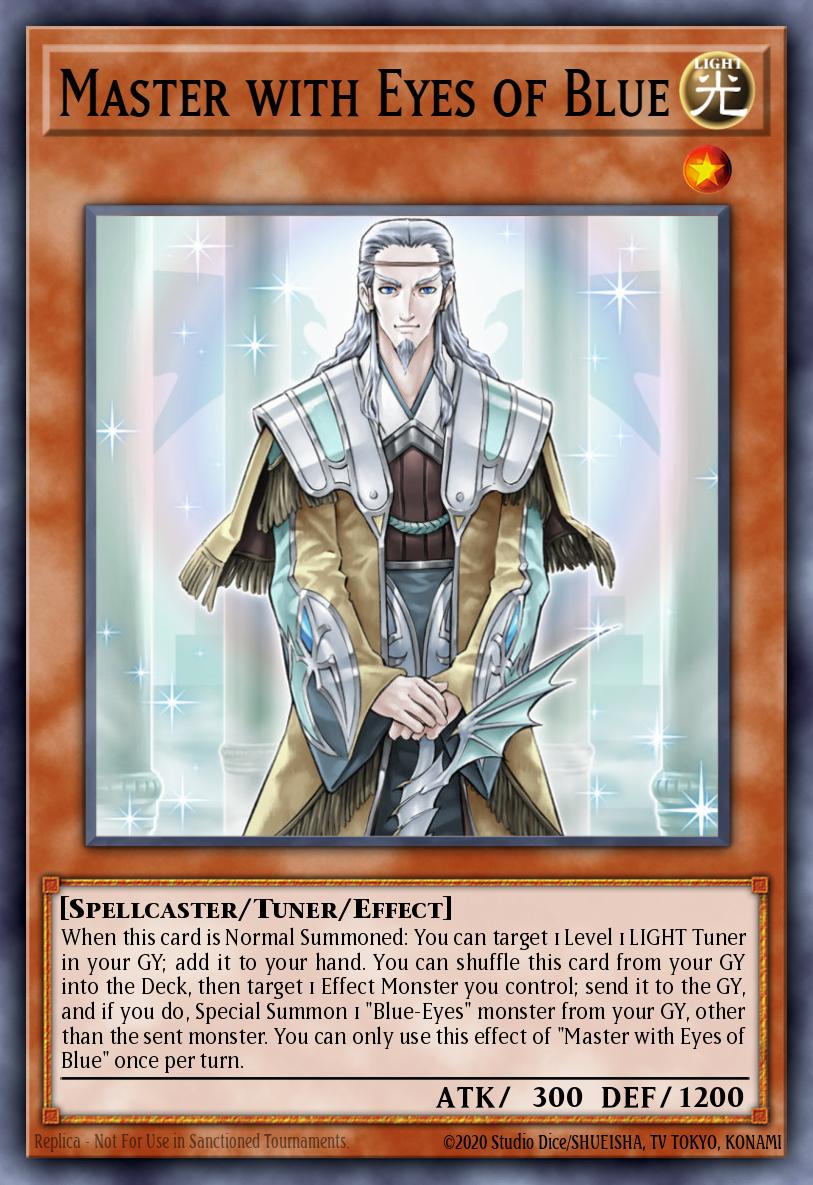 MASTER WITH EYES OF BLUE
LIGHT
光
[SPELLCASTER/TUNER/EFFECT]
When this card is Normal Summoned: You can target 1 Level 1 LIGHT Tuner
in your GY; add it to your hand. You can shuffle this card from your GY
into the Deck, then target 1 Effect Monster you control; send it to the GY,
and if you do, Special Summon 1 "Blue-Eyes" monster from your GY, other
than the sent monster. You can only use this effect of "Master with Eyes of
Blue" once per turn.
ATK/ 300 DEF/1200
Replica - Not For Use in Sanctioned Tournaments.
©2020 Studio Dice/SHUEISHA, TV TOKYO, KONAMI